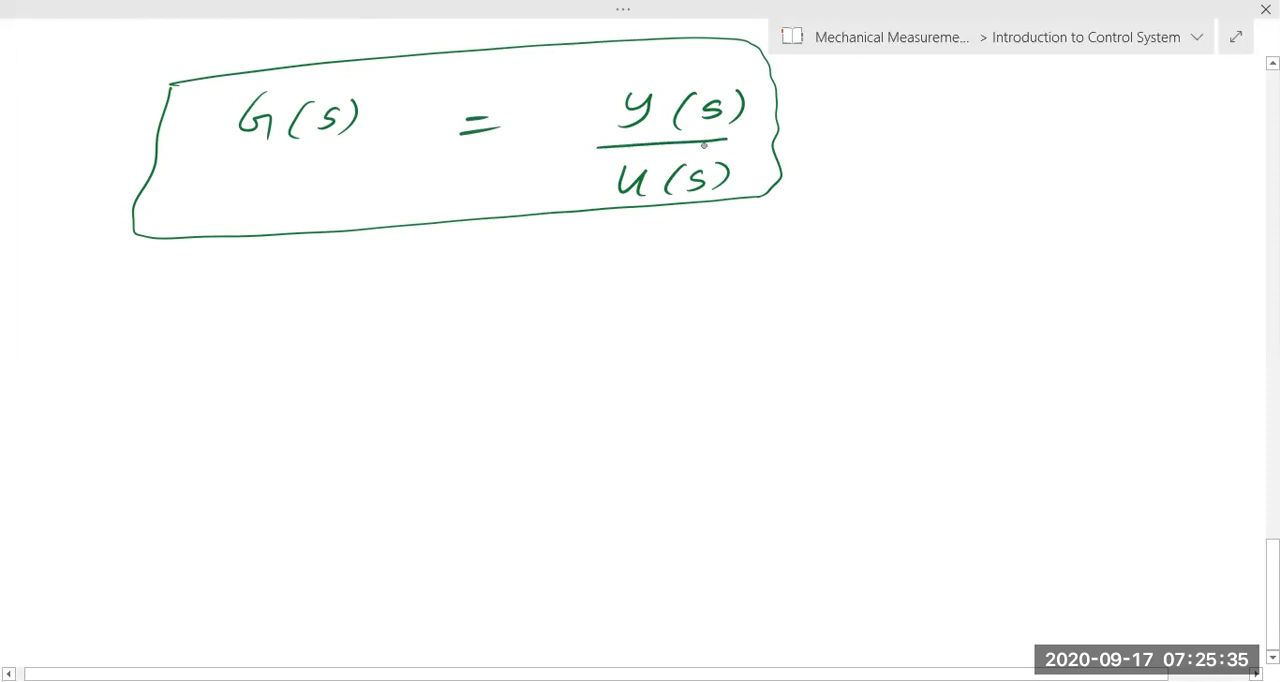 ...
Mechanical Measureme... > Introduction to Control System
G(s) = y(s)
u(s)
2020-09-17 07:25:35